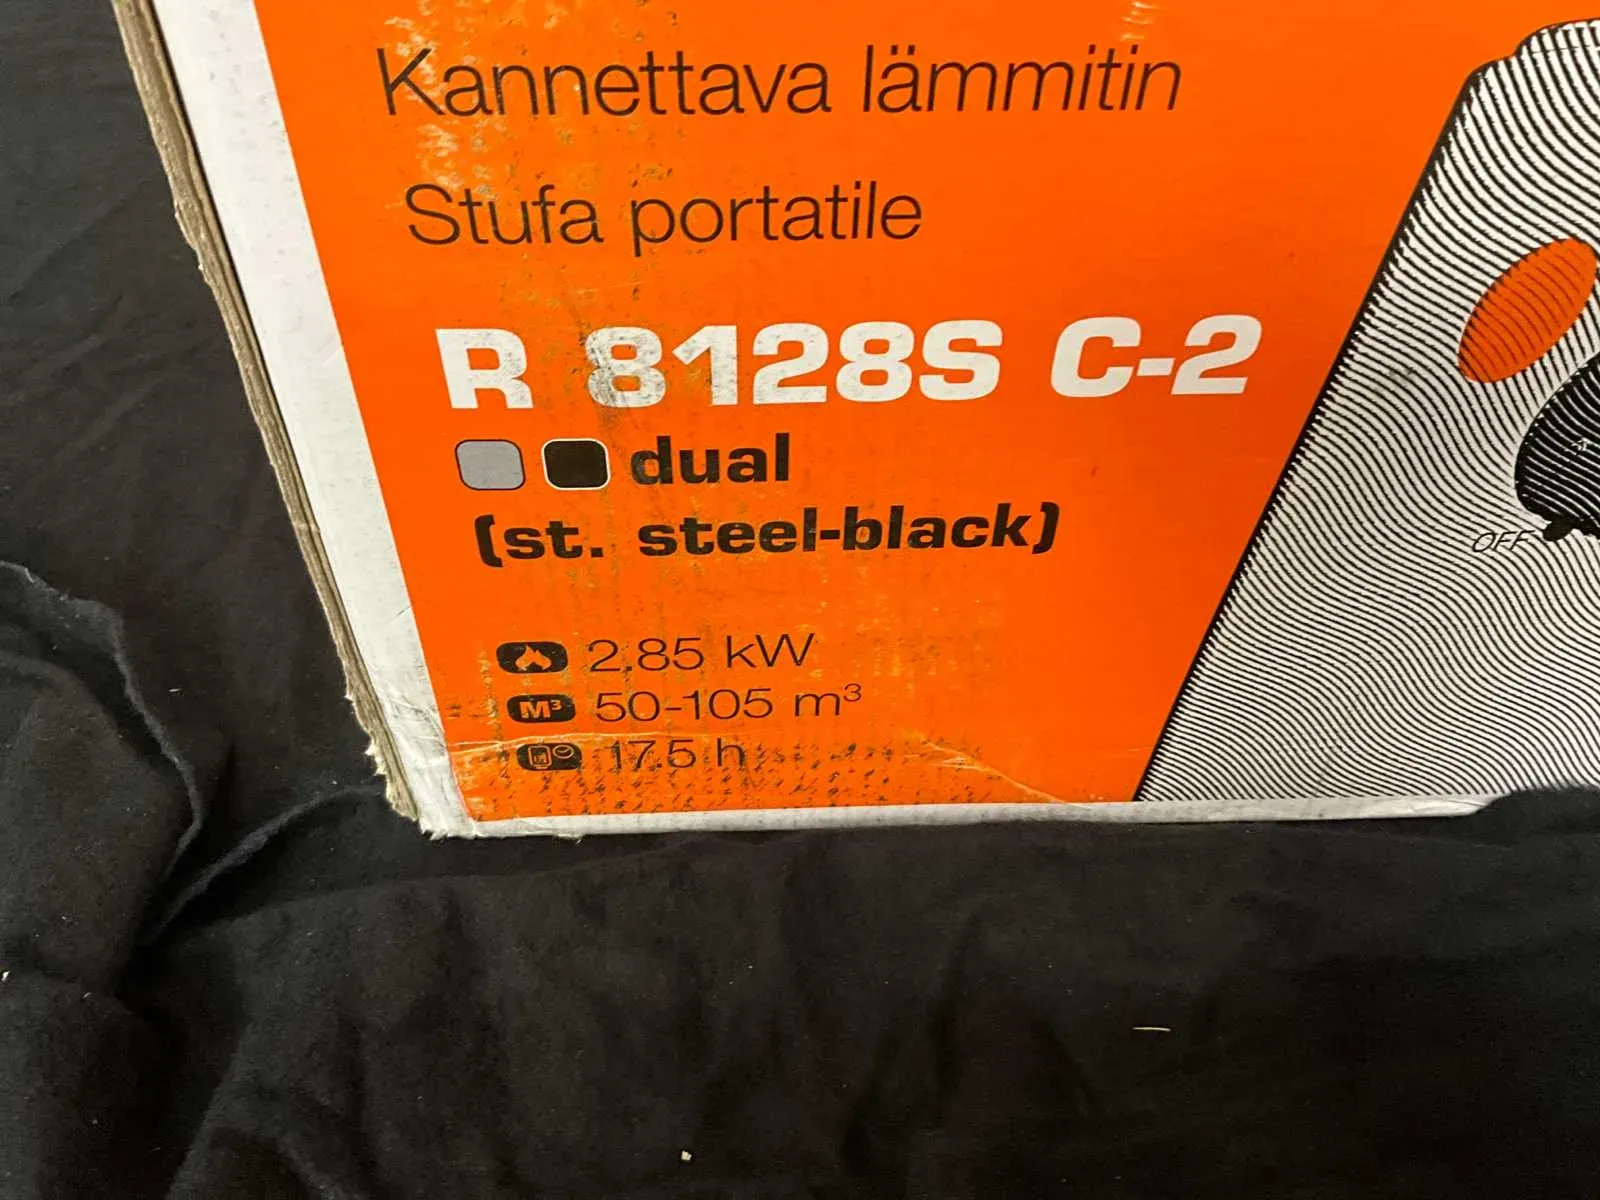 Kannettava lämmitin
Stufa portatile
R 8128S C-2
dual
(st. steel-black)
2.85 kW
M³ 50-105 m³
17.5 h
OFF